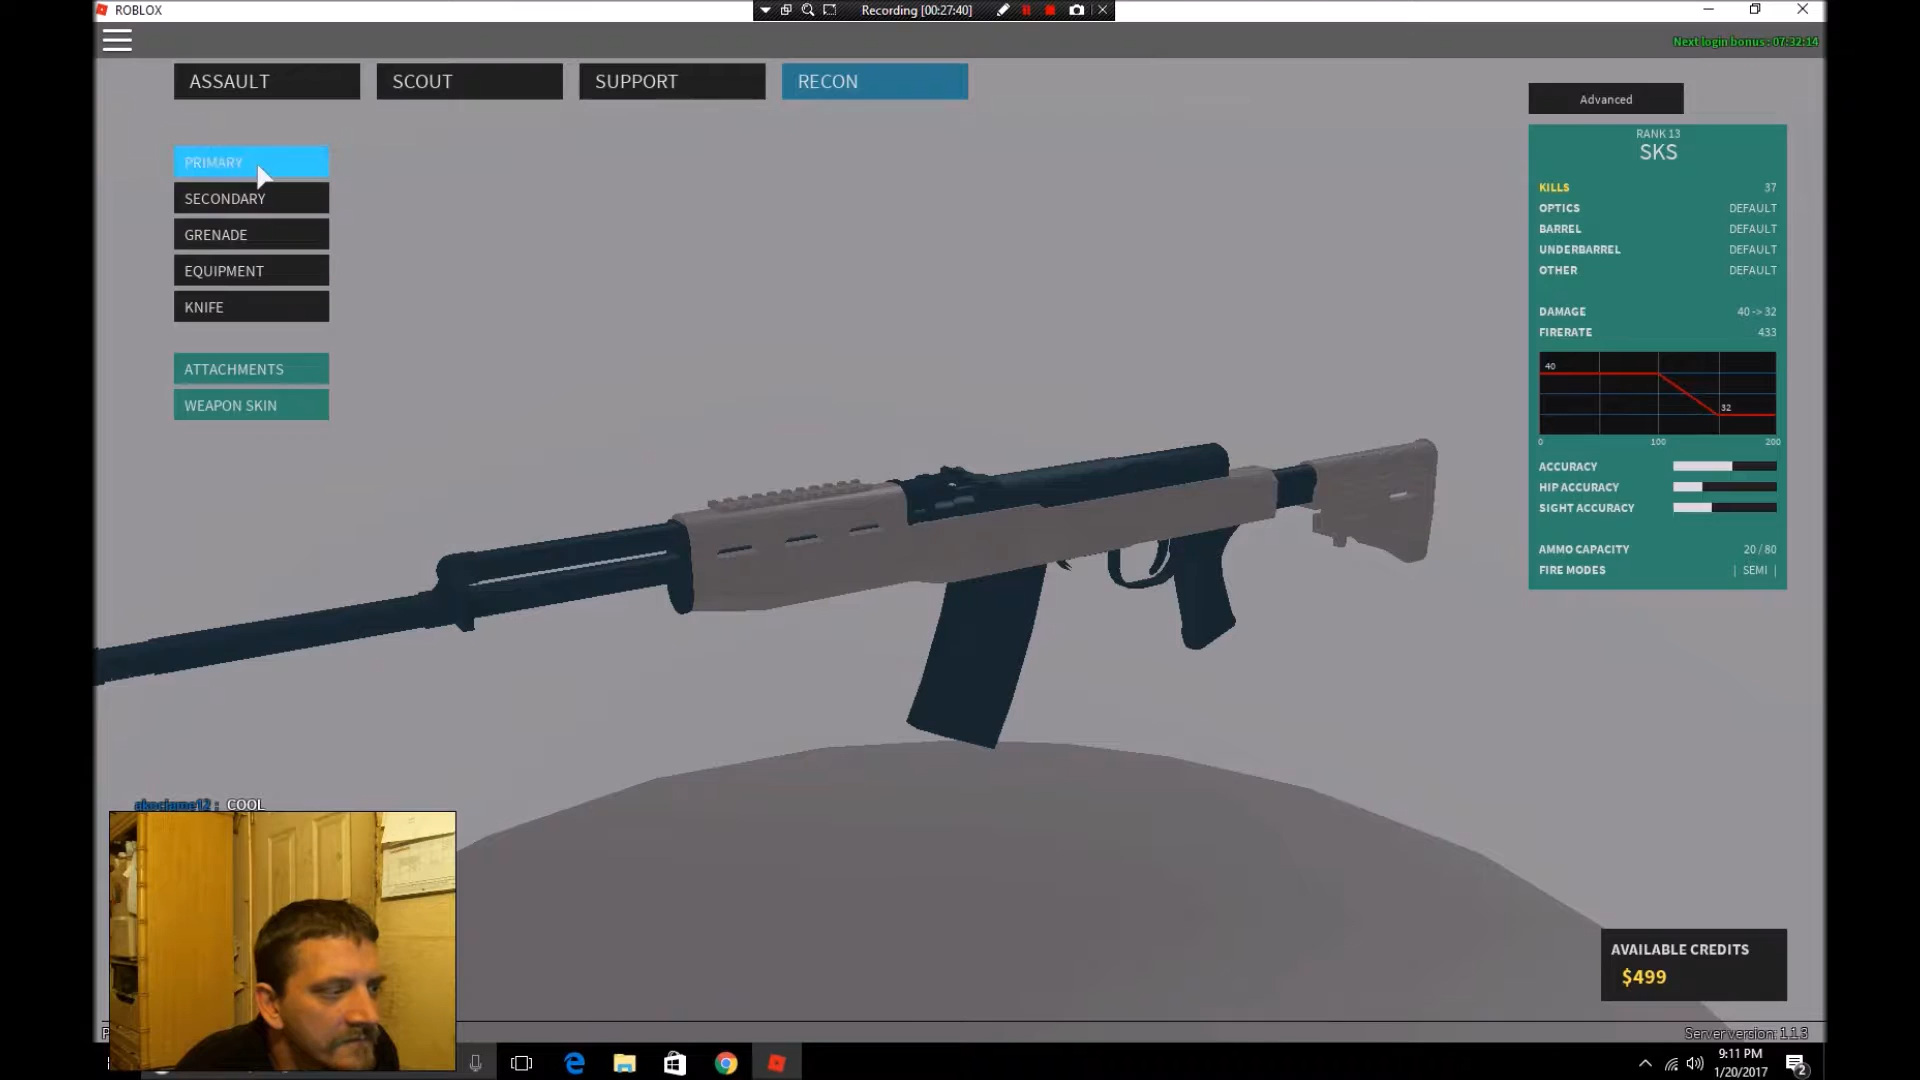 ROBLOX
Recording [00:27:40]
Next login bonus : 07:32:14
ASSAULT
SCOUT
SUPPORT
RECON
PRIMARY
SECONDARY
GRENADE
EQUIPMENT
KNIFE
ATTACHMENTS
WEAPON SKIN
Advanced
RANK 13
SKS
KILLS 37
OPTICS DEFAULT
BARREL DEFAULT
UNDERBARREL DEFAULT
OTHER DEFAULT
DAMAGE 40 -> 32
FIRERATE 433
40
32
0 100 200
ACCURACY
HIP ACCURACY
SIGHT ACCURACY
AMMO CAPACITY 20 / 80
FIRE MODES | SEMI |
COOL
AVAILABLE CREDITS
$499
Server version: 1.1.3
9:11 PM
1/20/2017
2